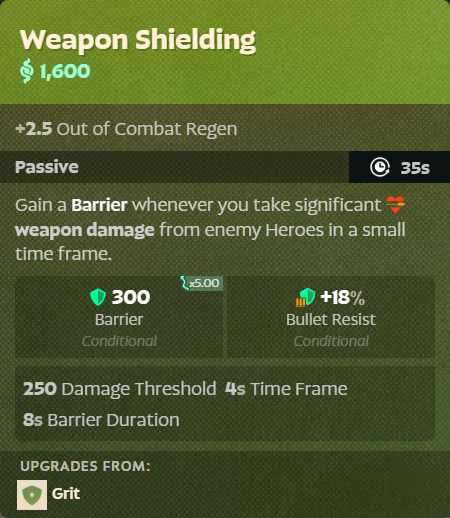 Weapon Shielding
1,600
+2.5 Out of Combat Regen
Passive 35s
Gain a Barrier whenever you take significant
weapon damage from enemy Heroes in a small
time frame.
x5.00
300 +18%
Barrier Bullet Resist
Conditional Conditional
250 Damage Threshold 4s Time Frame
8s Barrier Duration
UPGRADES FROM:
Grit